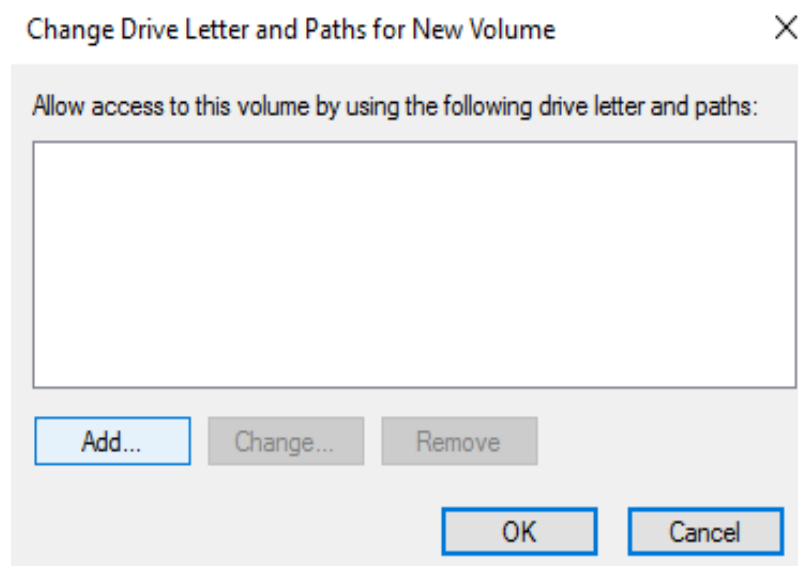 Change Drive Letter and Paths for New Volume
Allow access to this volume by using the following drive letter and paths:
Add... Change... Remove
OK Cancel